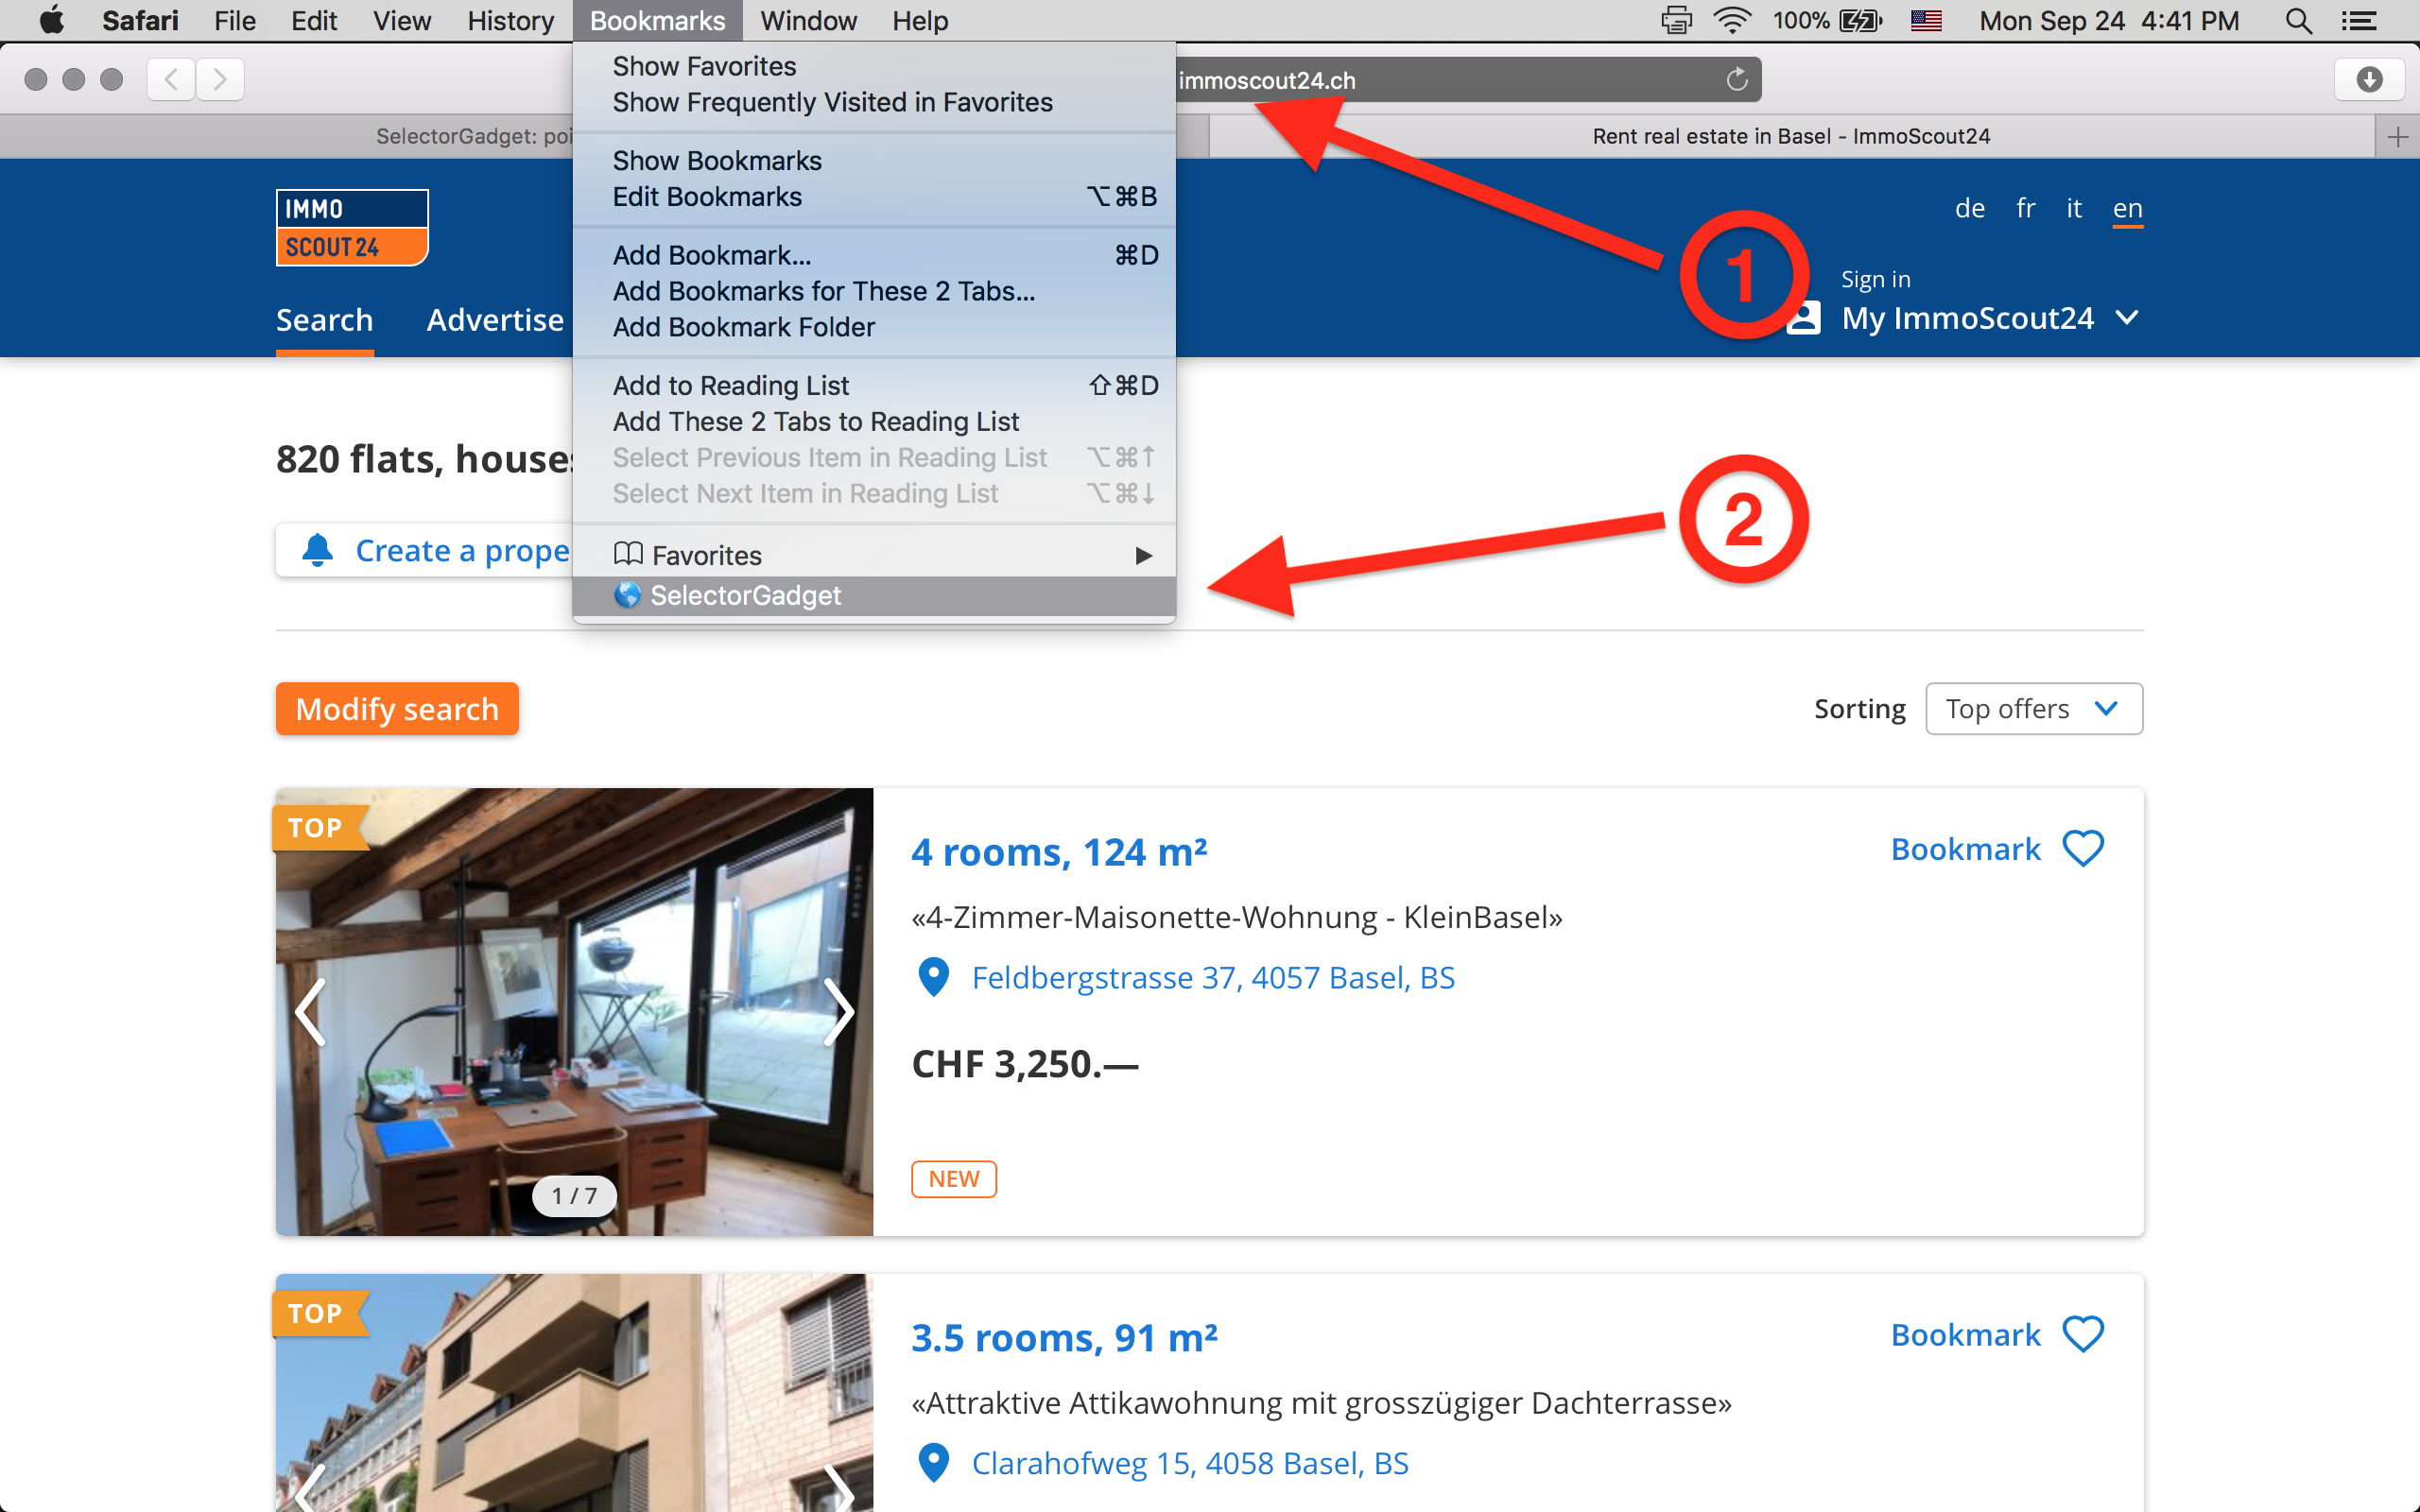 Safari File Edit View History Bookmarks Window Help 100% Mon Sep 24 4:41 PM
Show Favorites
Show Frequently Visited in Favorites
Show Bookmarks
Edit Bookmarks ⌥⌘B
Add Bookmark... ⌘D
Add Bookmarks for These 2 Tabs...
Add Bookmark Folder
Add to Reading List ⇧⌘D
Add These 2 Tabs to Reading List
Select Previous Item in Reading List ⌥⌘↑
Select Next Item in Reading List ⌥⌘↓
Favorites
SelectorGadget
immoscout24.ch
SelectorGadget: poi
Rent real estate in Basel - ImmoScout24
IMMO
SCOUT24
de fr it en
1
Sign in
My ImmoScout24
Search Advertise
820 flats, houses
2
Create a prope
Modify search
Sorting Top offers
TOP
4 rooms, 124 m²
Bookmark
«4-Zimmer-Maisonette-Wohnung - KleinBasel»
Feldbergstrasse 37, 4057 Basel, BS
CHF 3,250.—
NEW
1 / 7
TOP
3.5 rooms, 91 m²
Bookmark
«Attraktive Attikawohnung mit grosszügiger Dachterrasse»
Clarahofweg 15, 4058 Basel, BS